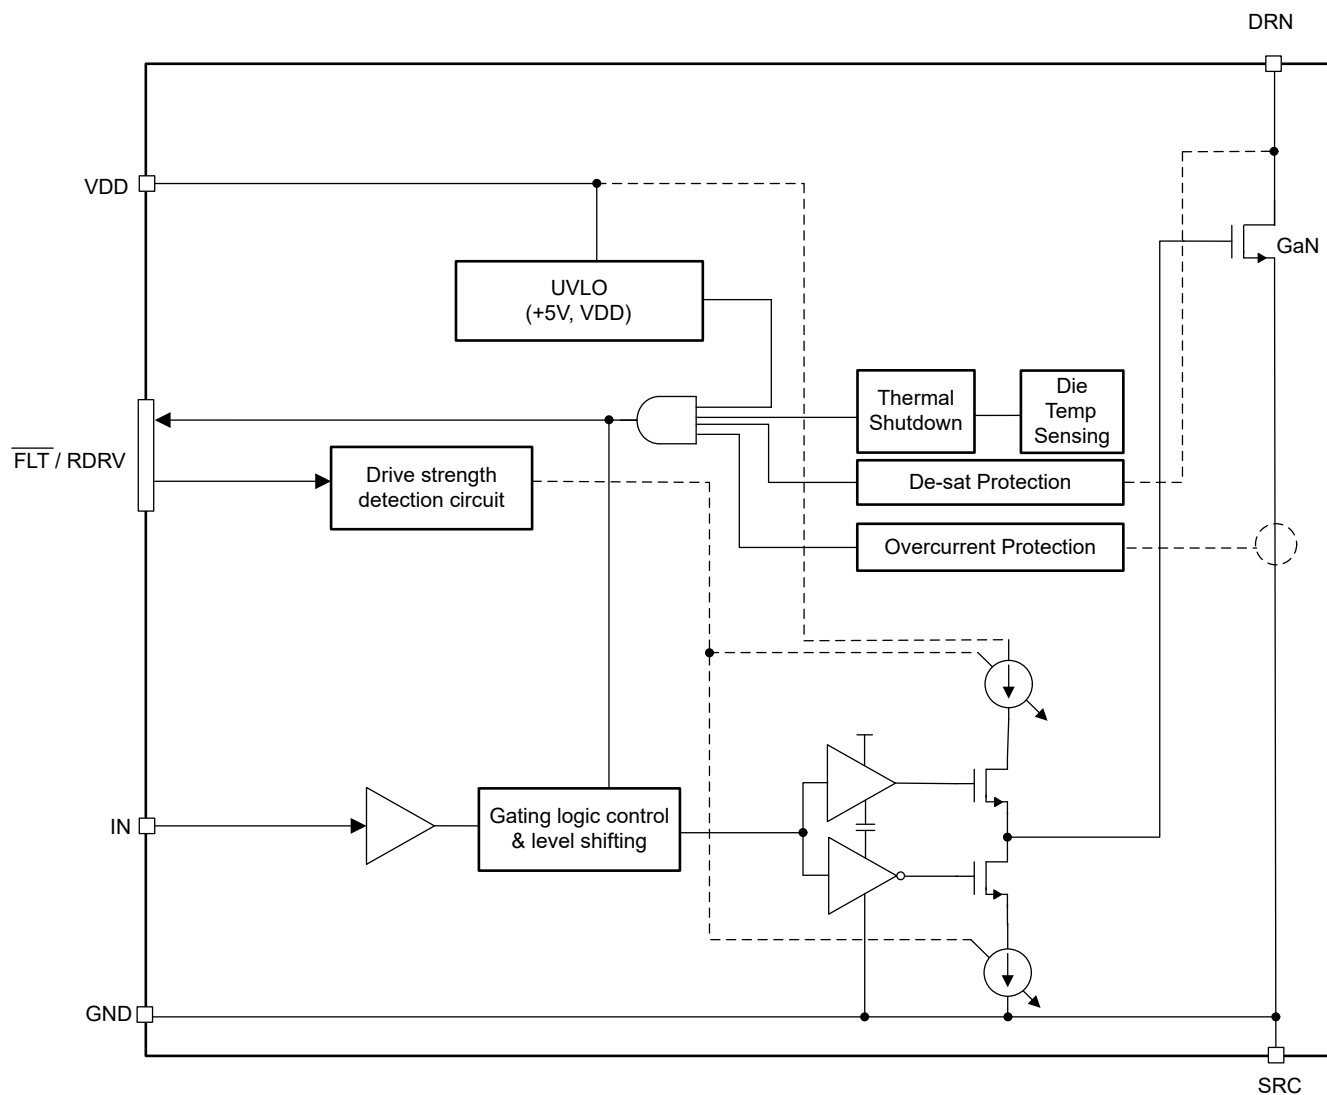 DRN
VDD
GaN
UVLO
(+5V, VDD)
Thermal
Shutdown
Die
Temp
Sensing
FLT / RDRV
Drive strength
detection circuit
De-sat Protection
Overcurrent Protection
IN
Gating logic control
& level shifting
GND
SRC